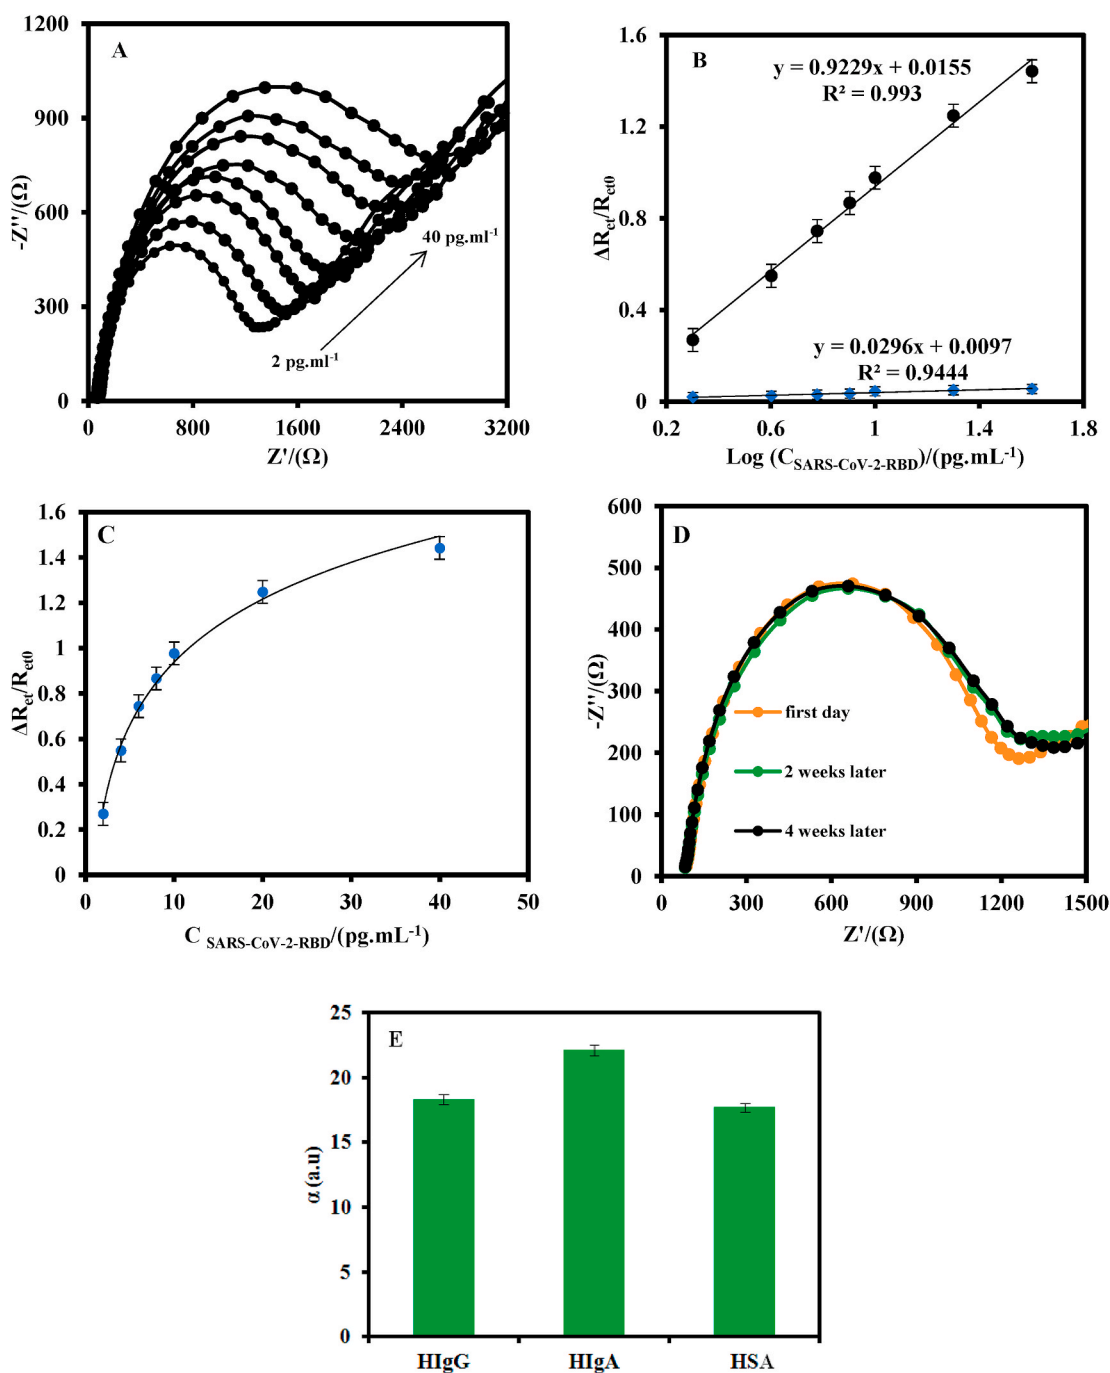 A
1200
900
600
300
0
-Z''/(Ω)
40 pg.ml⁻¹
2 pg.ml⁻¹
0 800 1600 2400 3200
Z'/(Ω)
B
1.6
1.2
0.8
0.4
0
ΔRct/Rct0
y = 0.9229x + 0.0155
R² = 0.993
y = 0.0296x + 0.0097
R² = 0.9444
0.2 0.6 1 1.4 1.8
Log (CSARS-CoV-2-RBD)/(pg.mL⁻¹)
C
1.6
1.4
1.2
1
0.8
0.6
0.4
0.2
0
ΔRct/Rct0
0 10 20 30 40 50
C SARS-CoV-2-RBD/(pg.mL⁻¹)
D
600
500
400
300
200
100
0
-Z''/(Ω)
first day
2 weeks later
4 weeks later
0 300 600 900 1200 1500
Z'/(Ω)
E
25
20
15
10
5
0
α (a.u)
HIgG HIgA HSA